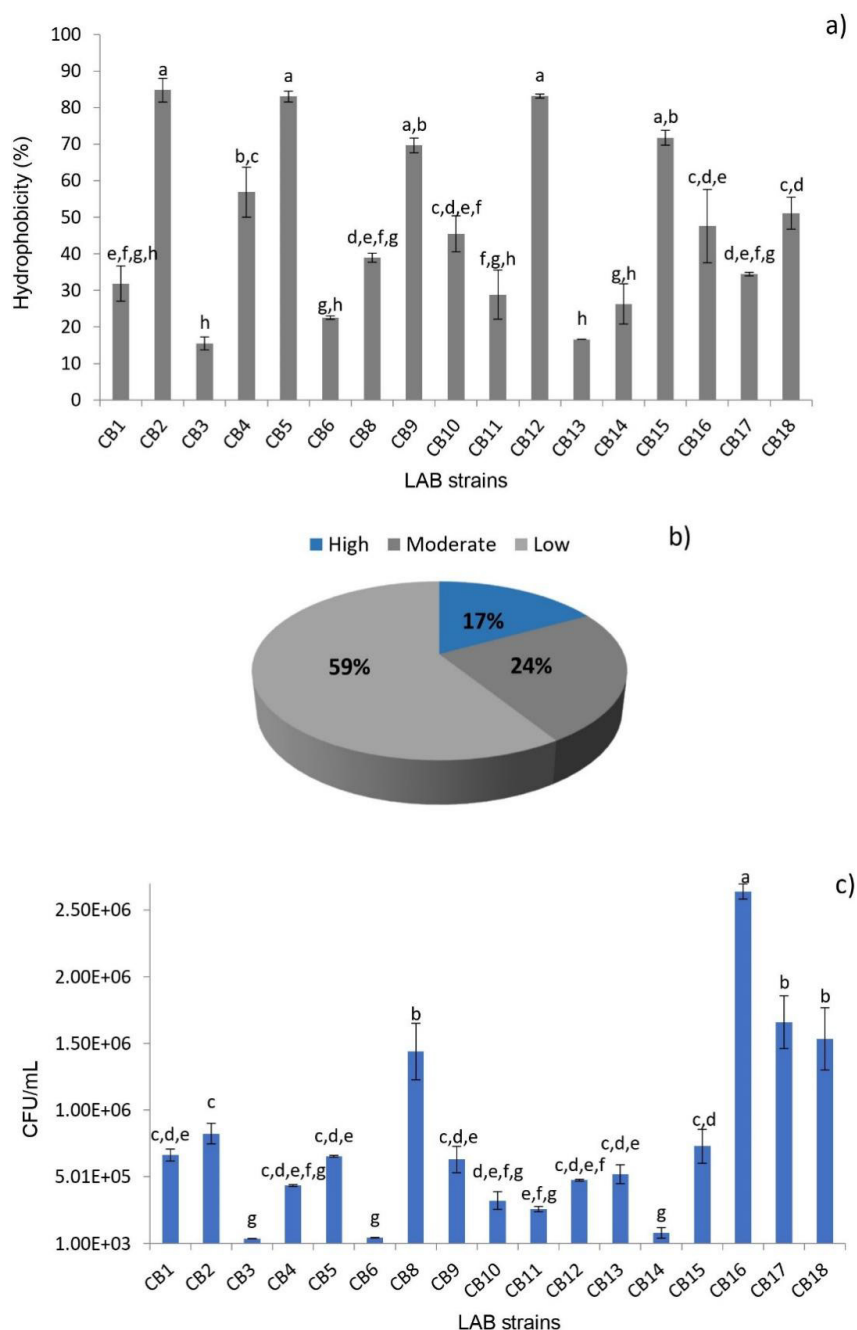 a)
Hydrophobicity (%)
100
90
80
70
60
50
40
30
20
10
0
e,f,g,h
a
h
b,c
a
g,h
d,e,f,g
a,b
c,d,e,f
f,g,h
a
h
g,h
a,b
c,d,e
d,e,f,g
c,d
CB1
CB2
CB3
CB4
CB5
CB6
CB8
CB9
CB10
CB11
CB12
CB13
CB14
CB15
CB16
CB17
CB18
LAB strains
b)
High Moderate Low
17%
24%
59%
c)
CFU/mL
2.50E+06
2.00E+06
1.50E+06
1.00E+06
5.01E+05
1.00E+03
c,d,e
c
g
c,d,e,f,g
c,d,e
g
b
c,d,e
d,e,f,g
e,f,g
c,d,e,f
c,d,e
g
c,d
a
b
b
CB1
CB2
CB3
CB4
CB5
CB6
CB8
CB9
CB10
CB11
CB12
CB13
CB14
CB15
CB16
CB17
CB18
LAB strains